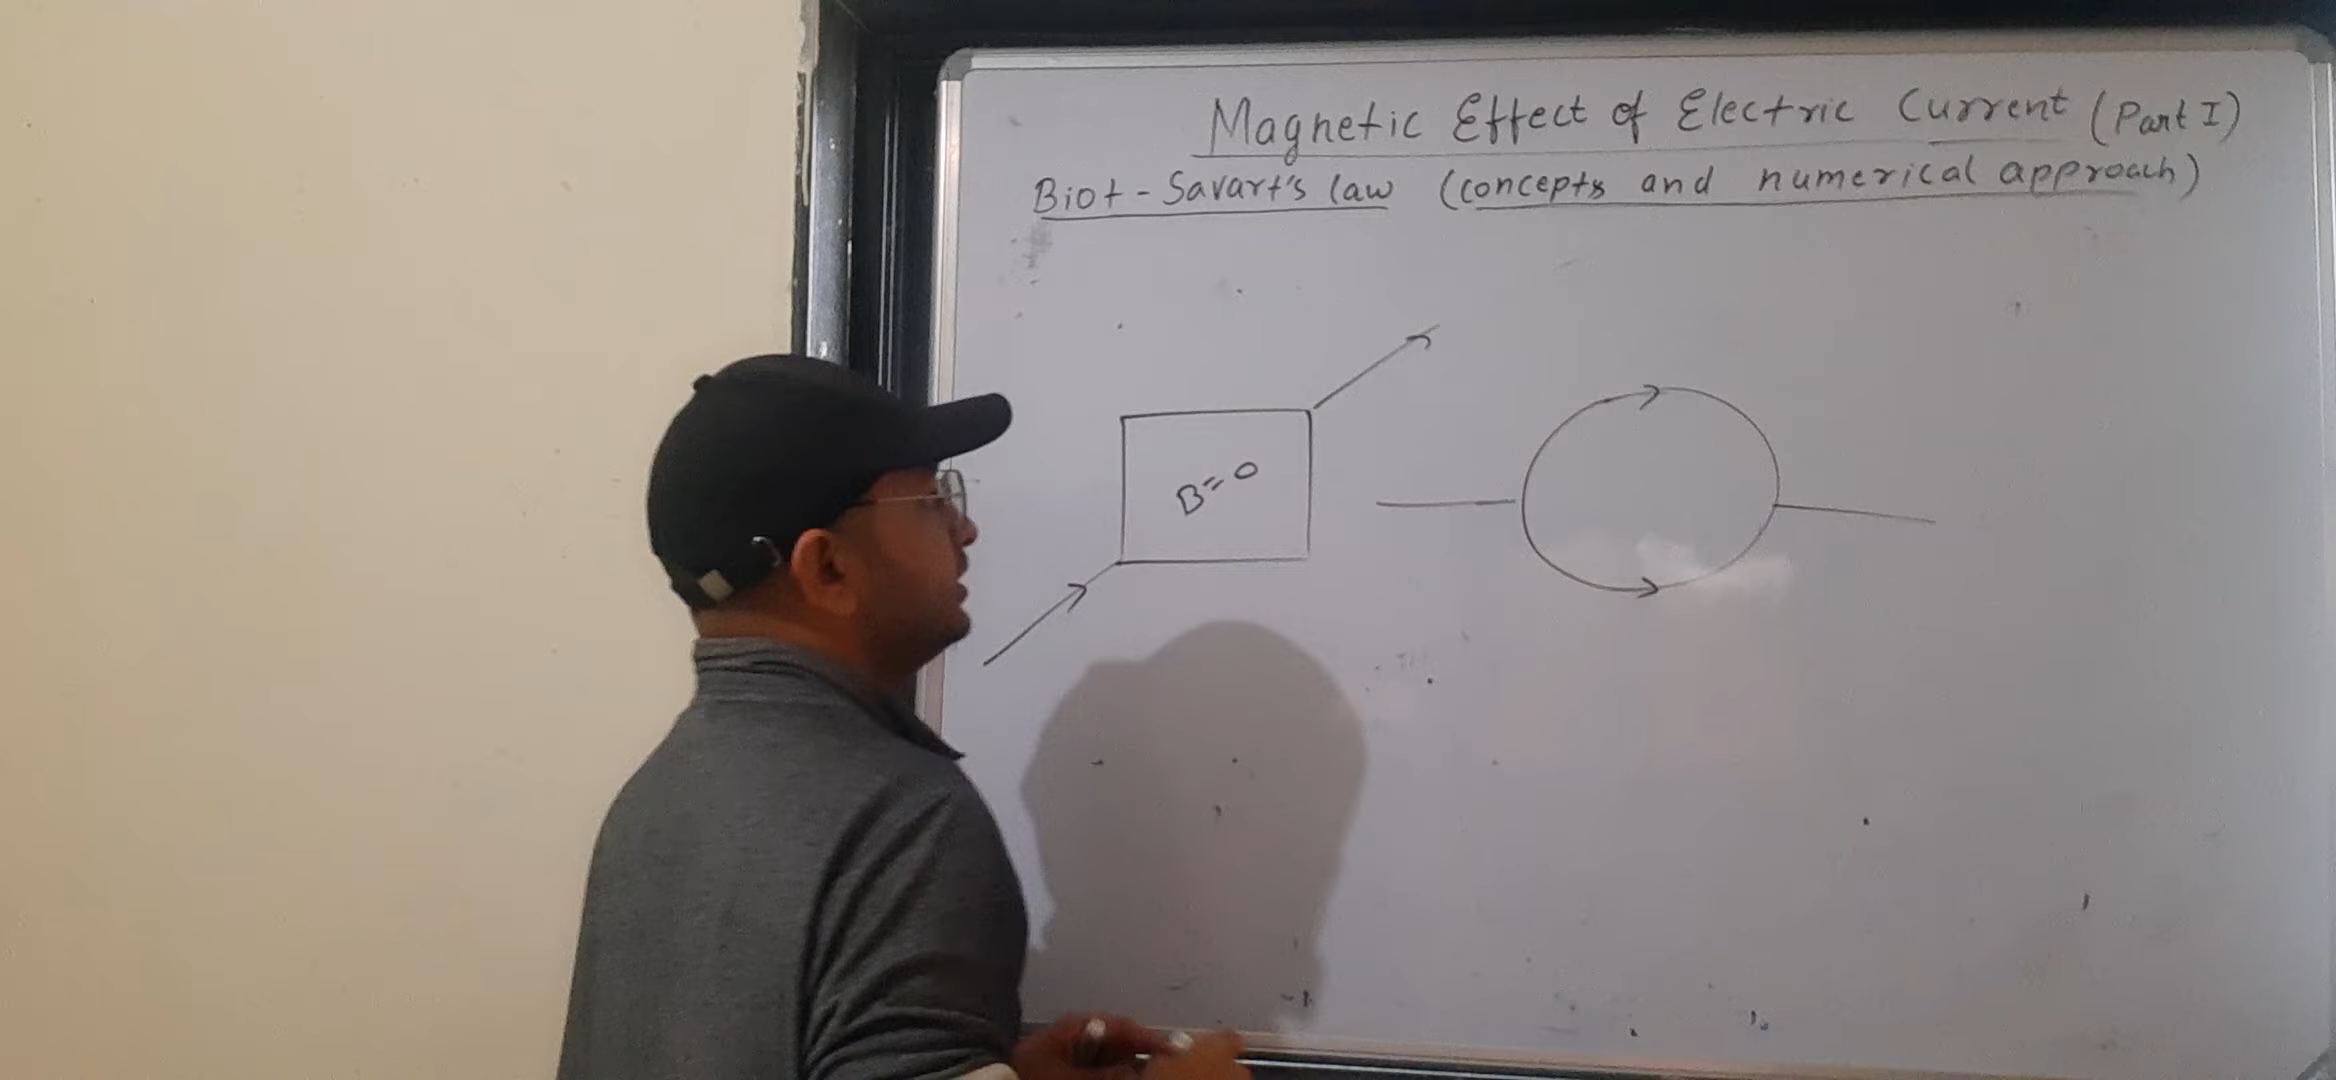 Magnetic Effect of Electric Current (Part I)
Biot-Savart's law (concepts and numerical approach)
B=0